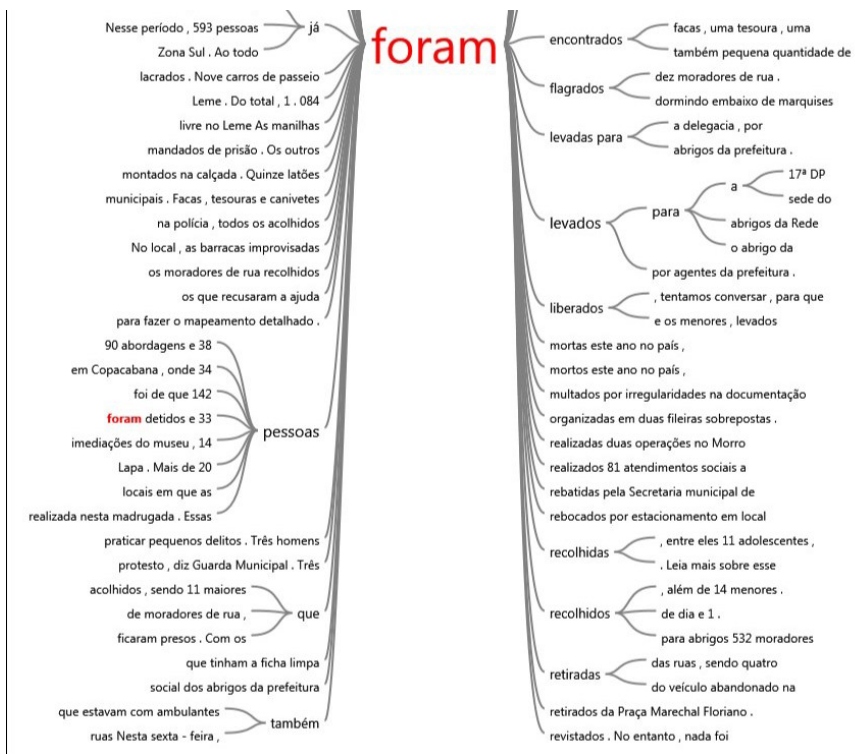 Nesse período , 593 pessoas
Zona Sul . Ao todo
já
lacrados . Nove carros de passeio
Leme . Do total , 1 . 084
livre no Leme As manilhas
mandados de prisão . Os outros
montados na calçada . Quinze latões
municipais . Facas , tesouras e canivetes
na polícia , todos os acolhidos
No local , as barracas improvisadas
os moradores de rua recolhidos
os que recusaram a ajuda
para fazer o mapeamento detalhado .
90 abordagens e 38
em Copacabana , onde 34
foi de que 142
foram detidos e 33
imediações do museu , 14
Lapa . Mais de 20
locais em que as
realizada nesta madrugada . Essas
pessoas
praticar pequenos delitos . Três homens
protesto , diz Guarda Municipal . Três
acolhidos , sendo 11 maiores
de moradores de rua ,
ficaram presos . Com os
que
que tinham a ficha limpa
social dos abrigos da prefeitura
que estavam com ambulantes
ruas Nesta sexta - feira ,
também
foram
encontrados
facas , uma tesoura , uma
também pequena quantidade de
flagrados
dez moradores de rua .
dormindo embaixo de marquises
levadas para
a delegacia , por
abrigos da prefeitura .
levados
para
a
17ª DP
sede do
abrigos da Rede
o abrigo da
por agentes da prefeitura .
liberados
, tentamos conversar , para que
e os menores , levados
mortas este ano no país ,
mortos este ano no país ,
multados por irregularidades na documentação
organizadas em duas fileiras sobrepostas .
realizadas duas operações no Morro
realizados 81 atendimentos sociais a
rebatidas pela Secretaria municipal de
rebocados por estacionamento em local
recolhidas
, entre eles 11 adolescentes ,
. Leia mais sobre esse
recolhidos
, além de 14 menores .
de dia e 1 .
para abrigos 532 moradores
retiradas
das ruas , sendo quatro
do veículo abandonado na
retirados da Praça Marechal Floriano .
revistados . No entanto , nada foi